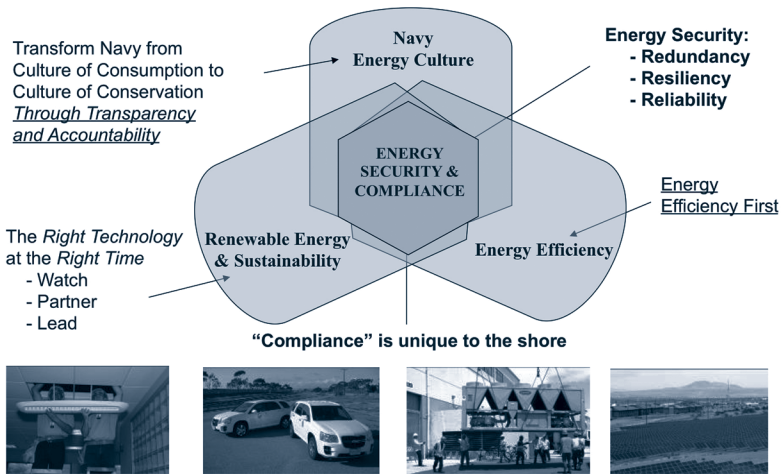 Transform Navy from
Culture of Consumption to
Culture of Conservation
Through Transparency
and Accountability
Navy
Energy Culture
Energy Security:
- Redundancy
- Resiliency
- Reliability
ENERGY
SECURITY &
COMPLIANCE
Energy
Efficiency First
The Right Technology
at the Right Time
- Watch
- Partner
- Lead
Renewable Energy
& Sustainability
Energy Efficiency
“Compliance” is unique to the shore